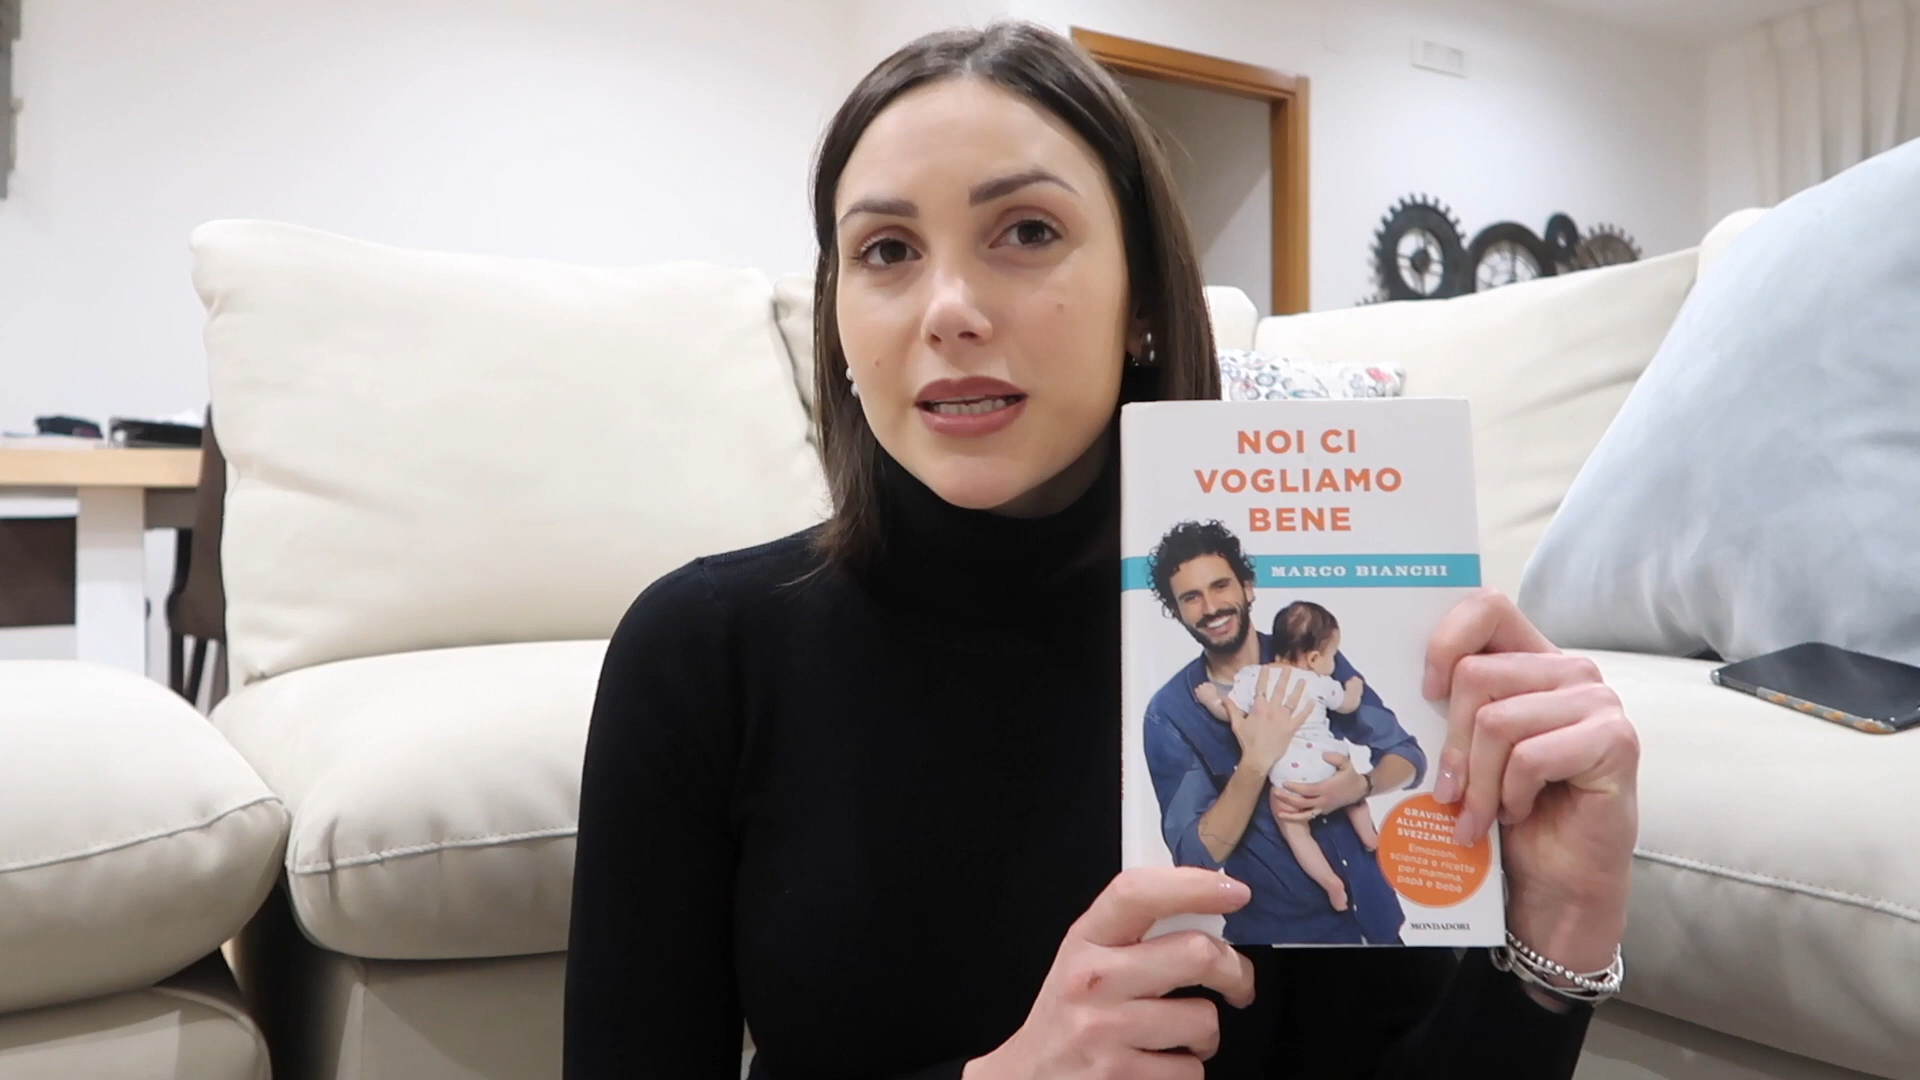 NOI CI
VOGLIAMO
BENE
MARCO BIANCHI
Emozioni,
scienza e ricette
per mamma,
papà e bebè
MONDADORI